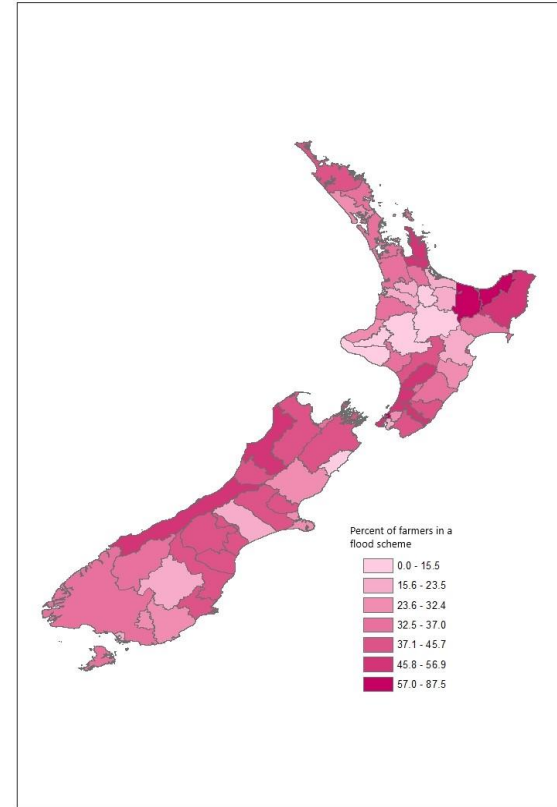 Percent of farmers in a
flood scheme
0.0 - 15.5
15.6 - 23.5
23.6 - 32.4
32.5 - 37.0
37.1 - 45.7
45.8 - 56.9
57.0 - 87.5